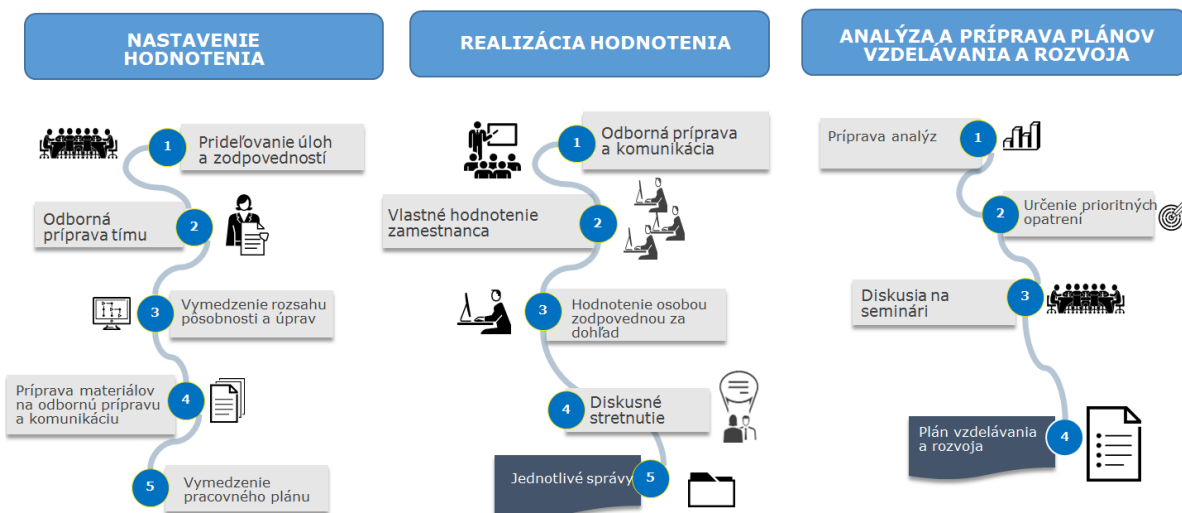 NASTAVENIE
HODNOTENIA
1
Prideľovanie úloh
a zodpovedností
2
Odborná
príprava tímu
3
Vymedzenie rozsahu
pôsobnosti a úprav
4
Príprava materiálov
na odbornú prípravu
a komunikáciu
5
Vymedzenie
pracovného plánu
REALIZÁCIA HODNOTENIA
1
Odborná príprava
a komunikácia
2
Vlastné hodnotenie
zamestnanca
3
Hodnotenie osobou
zodpovednou za
dohľad
4
Diskusné
stretnutie
5
Jednotlivé správy
ANALÝZA A PRÍPRAVA PLÁNOV
VZDELÁVANIA A ROZVOJA
1
Príprava analýz
2
Určenie prioritných
opatrení
3
Diskusia na
seminári
4
Plán vzdelávania
a rozvoja